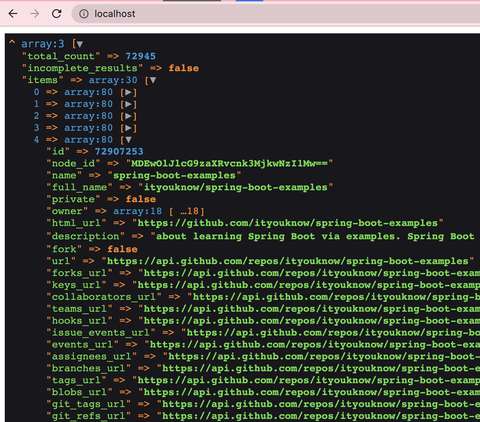 localhost
^ array:3 [▼
"total_count" => 72945
"incomplete_results" => false
"items" => array:30 [▼
0 => array:80 [▶]
1 => array:80 [▶]
2 => array:80 [▶]
3 => array:80 [▶]
4 => array:80 [▼
"id" => 72907253
"node_id" => "MDEwOlJlcG9zaXRvcnk3MjkwNzI1Mw=="
"name" => "spring-boot-examples"
"full_name" => "ityouknow/spring-boot-examples"
"private" => false
"owner" => array:18 [ …18]
"html_url" => "https://github.com/ityouknow/spring-boot-examples"
"description" => "about learning Spring Boot via examples. Spring Boot
"fork" => false
"url" => "https://api.github.com/repos/ityouknow/spring-boot-examples"
"forks_url" => "https://api.github.com/repos/ityouknow/spring-boot-exam
"keys_url" => "https://api.github.com/repos/ityouknow/spring-boot-examp
"collaborators_url" => "https://api.github.com/repos/ityouknow/spring-b
"teams_url" => "https://api.github.com/repos/ityouknow/spring-boot-exam
"hooks_url" => "https://api.github.com/repos/ityouknow/spring-boot-exam
"issue_events_url" => "https://api.github.com/repos/ityouknow/spring-bo
"events_url" => "https://api.github.com/repos/ityouknow/spring-boot-exa
"assignees_url" => "https://api.github.com/repos/ityouknow/spring-boot-
"branches_url" => "https://api.github.com/repos/ityouknow/spring-boot-e
"tags_url" => "https://api.github.com/repos/ityouknow/spring-boot-examp
"blobs_url" => "https://api.github.com/repos/ityouknow/spring-boot-exam
"git_tags_url" => "https://api.github.com/repos/ityouknow/spring-boot-e
"git_refs_url" => "https://api.github.com/repos/ityouknow/spring-boot-e